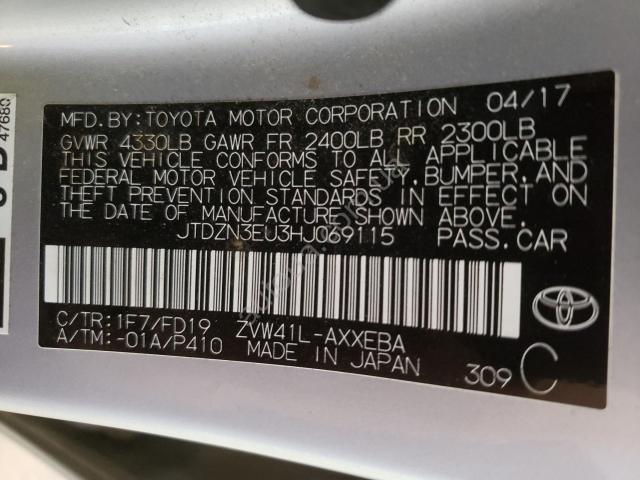 MFD. BY: TOYOTA MOTOR CORPORATION 04/17
GVWR 4330LB GAWR FR 2400LB RR 2300LB
THIS VEHICLE CONFORMS TO ALL APPLICABLE
FEDERAL MOTOR VEHICLE SAFETY, BUMPER, AND
THEFT PREVENTION STANDARDS IN EFFECT ON
THE DATE OF MANUFACTURE SHOWN ABOVE.
JTDZN3EU3HJ069115 PASS. CAR
C/TR: 1F7/FD19 ZVW41L-AXXEBA
A/TM: -01A/P410 MADE IN JAPAN
309 C
TOYOTA